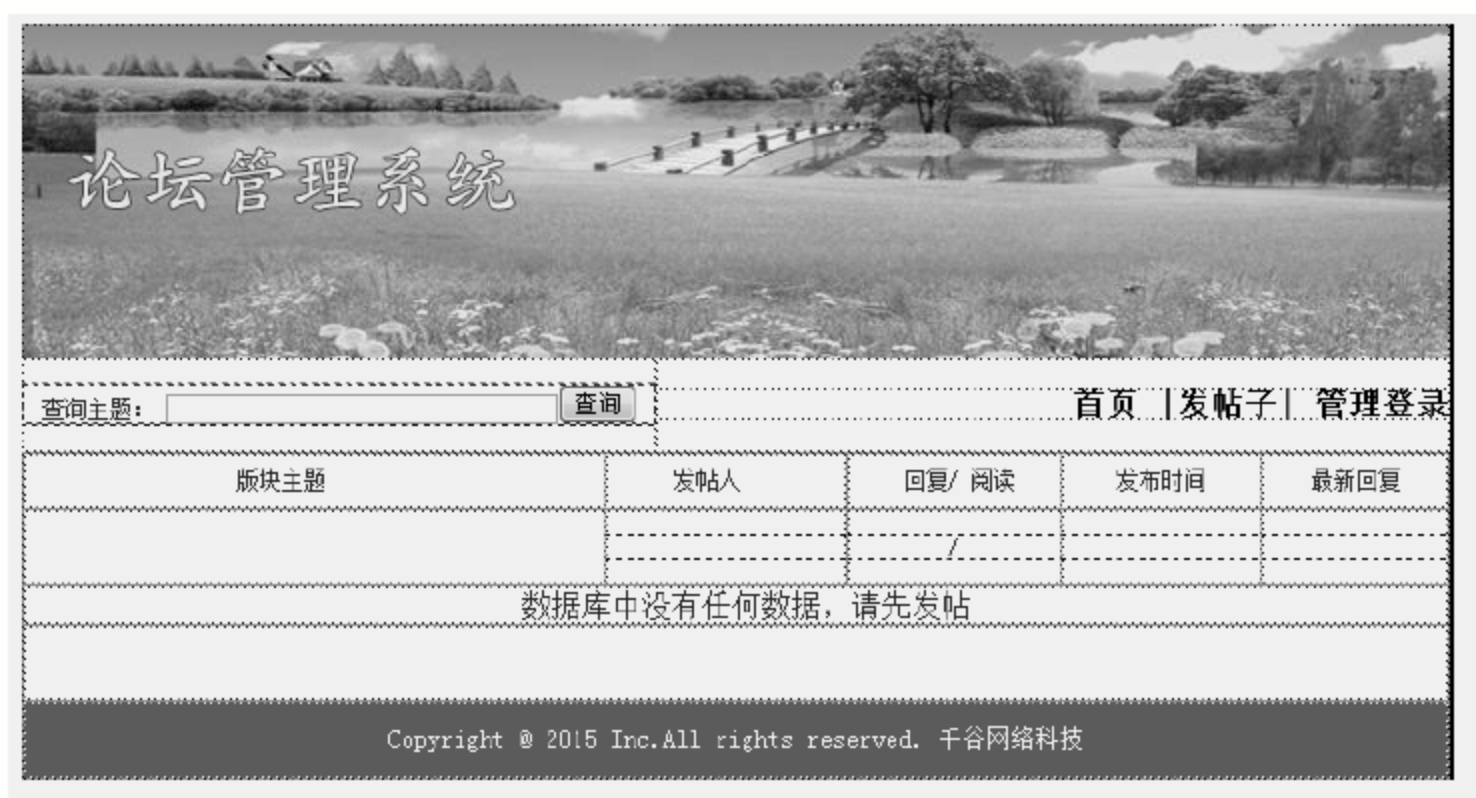 论坛管理系统
查询主题： 查询 首页 |发帖子| 管理登录
版块主题 发帖人 回复/ 阅读 发布时间 最新回复
/
数据库中没有任何数据，请先发帖
Copyright @ 2015 Inc.All rights reserved. 千谷网络科技